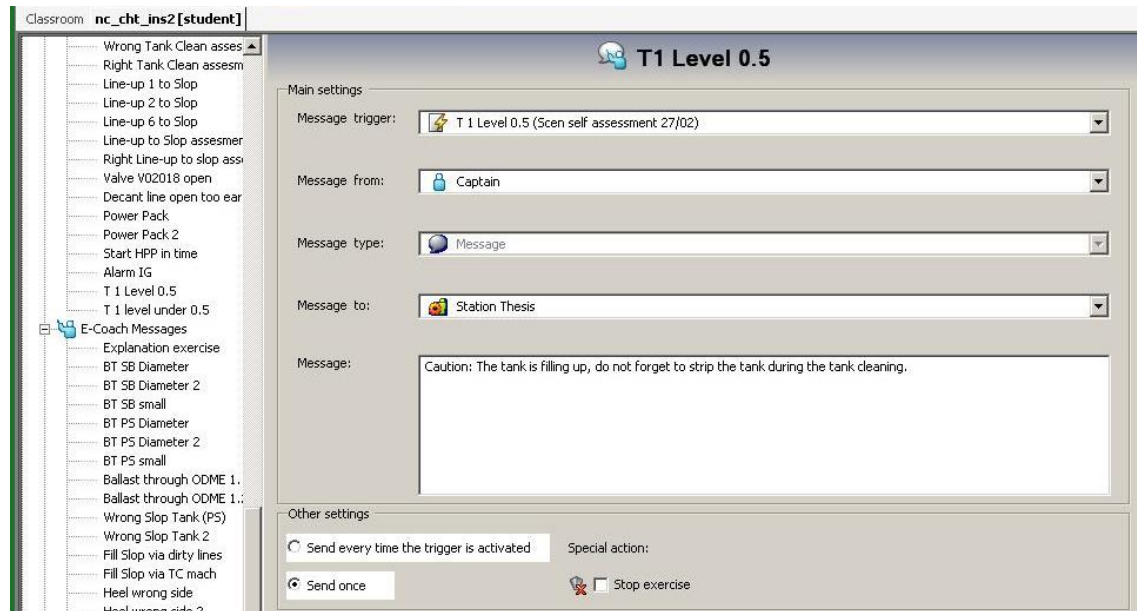 Classroom nc_cht_ins2 [student]
Wrong Tank Clean asses
Right Tank Clean assesm
Line-up 1 to Slop
Line-up 2 to Slop
Line-up 6 to Slop
Line-up to Slop assesmer
Right Line-up to slop asse
Valve V02018 open
Decant line open too ear
Power Pack
Power Pack 2
Start HPP in time
Alarm IG
T 1 Level 0.5
T 1 level under 0.5
E-Coach Messages
Explanation exercise
BT SB Diameter
BT SB Diameter 2
BT SB small
BT PS Diameter
BT PS Diameter 2
BT PS small
Ballast through ODME 1.
Ballast through ODME 1.2
Wrong Slop Tank (PS)
Wrong Slop Tank 2
Fill Slop via dirty lines
Fill Slop via TC mach
Heel wrong side
Heel wrong side 2
T1 Level 0.5
Main settings
Message trigger: T 1 Level 0.5 (Scen self assessment 27/02)
Message from: Captain
Message type: Message
Message to: Station Thesis
Message: Caution: The tank is filling up, do not forget to strip the tank during the tank cleaning.
Other settings
Send every time the trigger is activated Special action:
Send once Stop exercise